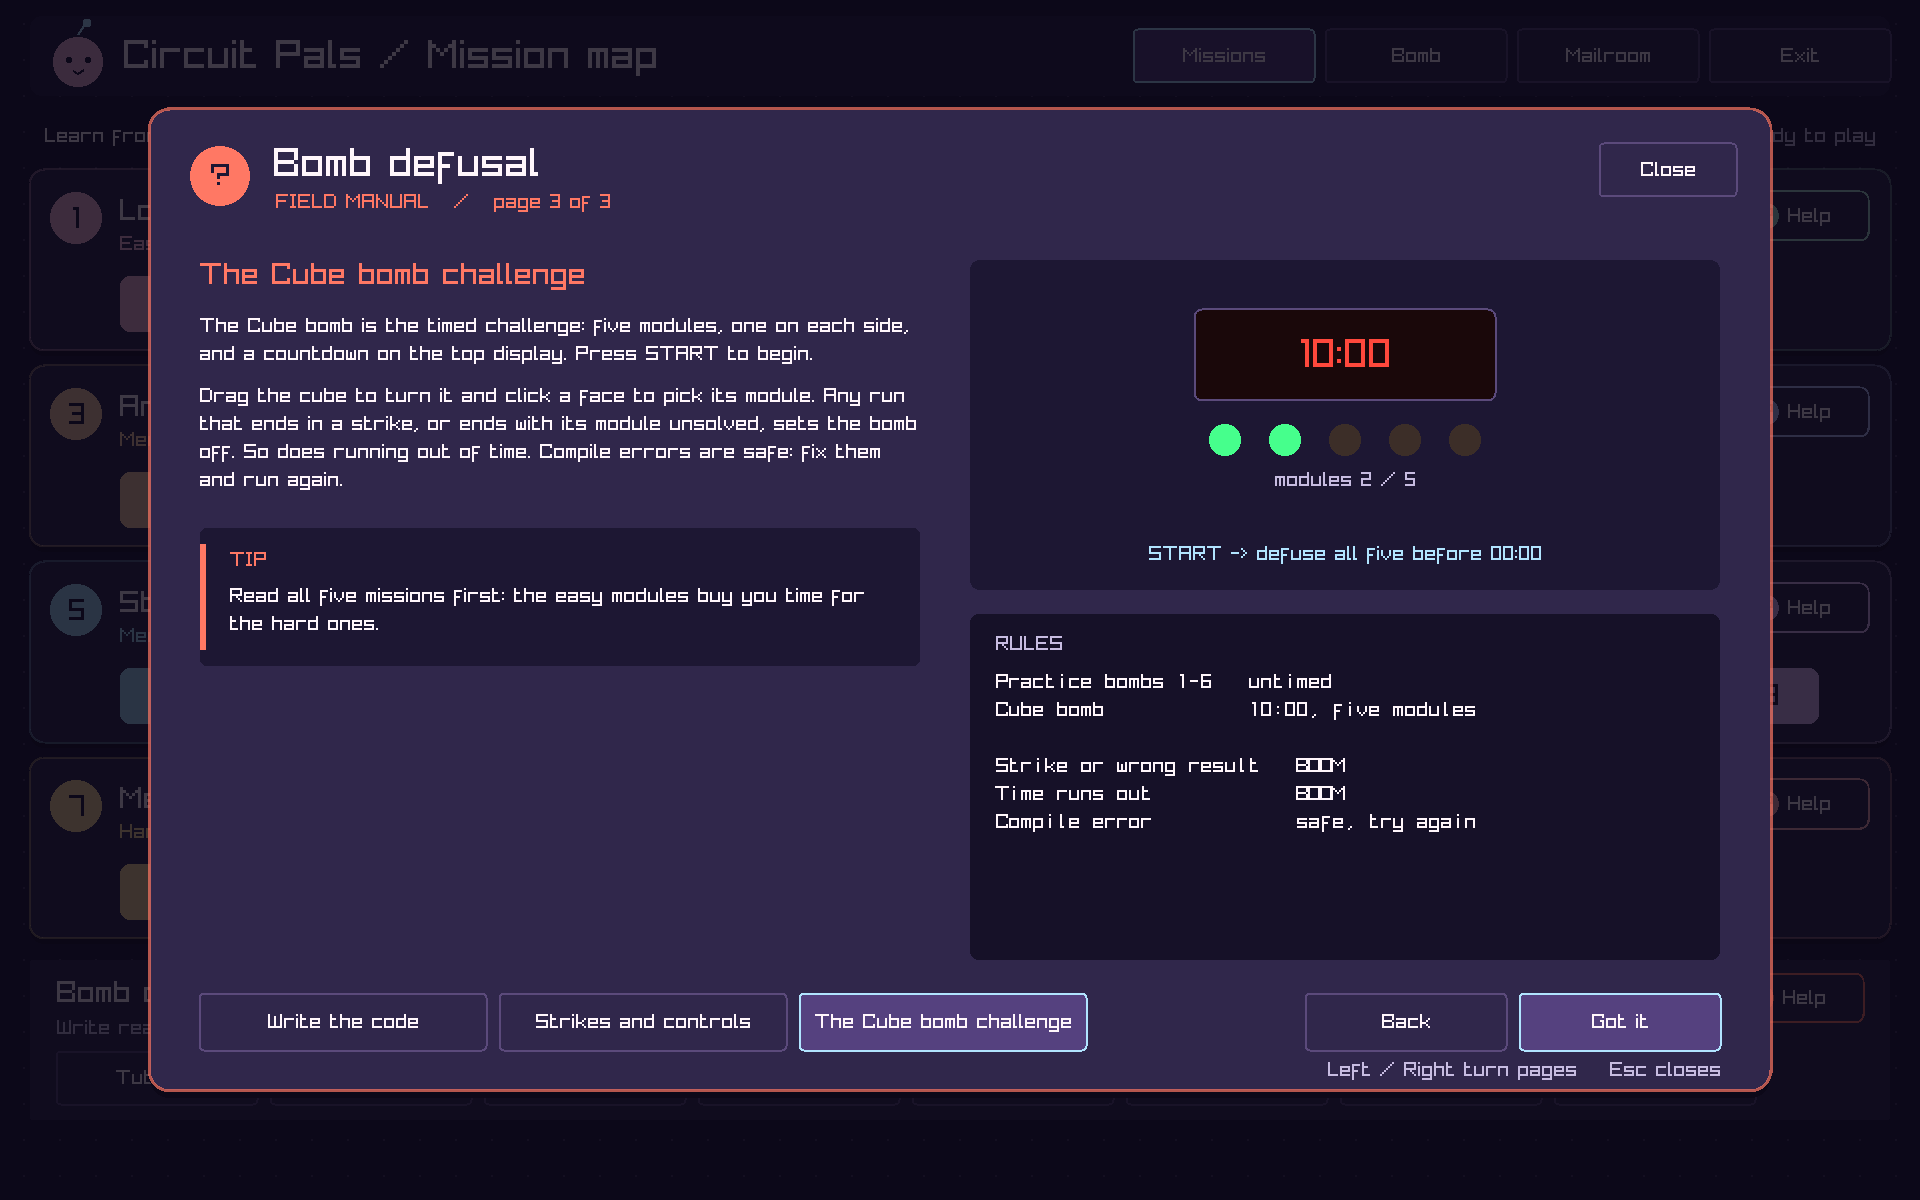 Circuit Pals / Mission map
Missions
Bomb
Mailroom
Exit
Bomb defusal
FIELD MANUAL / page 3 of 3
Close
The Cube bomb challenge
The Cube bomb is the timed challenge: five modules, one on each side,
and a countdown on the top display. Press START to begin.
Drag the cube to turn it and click a face to pick its module. Any run
that ends in a strike, or ends with its module unsolved, sets the bomb
off. So does running out of time. Compile errors are safe: fix them
and run again.
TIP
Read all five missions first: the easy modules buy you time for
the hard ones.
10:00
modules 2 / 5
START -> defuse all five before 00:00
RULES
Practice bombs 1-6 untimed
Cube bomb 10:00, five modules
Strike or wrong result BOOM
Time runs out BOOM
Compile error safe, try again
Write the code
Strikes and controls
The Cube bomb challenge
Back
Got it
Left / Right turn pages Esc closes
Learn
to play
1
Help
3
Help
5
Help
7
Help
Bomb
Write
Help